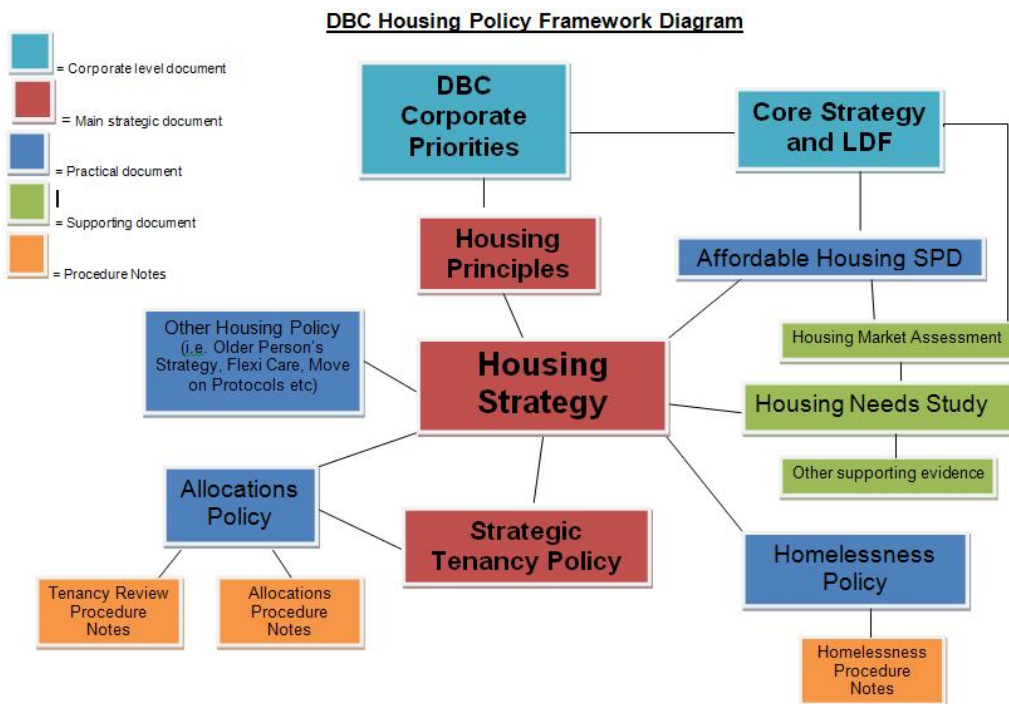 DBC Housing Policy Framework Diagram
= Corporate level document
= Main strategic document
= Practical document
= Supporting document
= Procedure Notes
DBC
Corporate
Priorities
Core Strategy
and LDF
Housing
Principles
Affordable Housing SPD
Other Housing Policy
(i.e. Older Person's
Strategy, Flexi Care, Move
on Protocols etc)
Housing
Strategy
Housing Market Assessment
Housing Needs Study
Other supporting evidence
Allocations
Policy
Strategic
Tenancy Policy
Homelessness
Policy
Tenancy Review
Procedure
Notes
Allocations
Procedure
Notes
Homelessness
Procedure
Notes